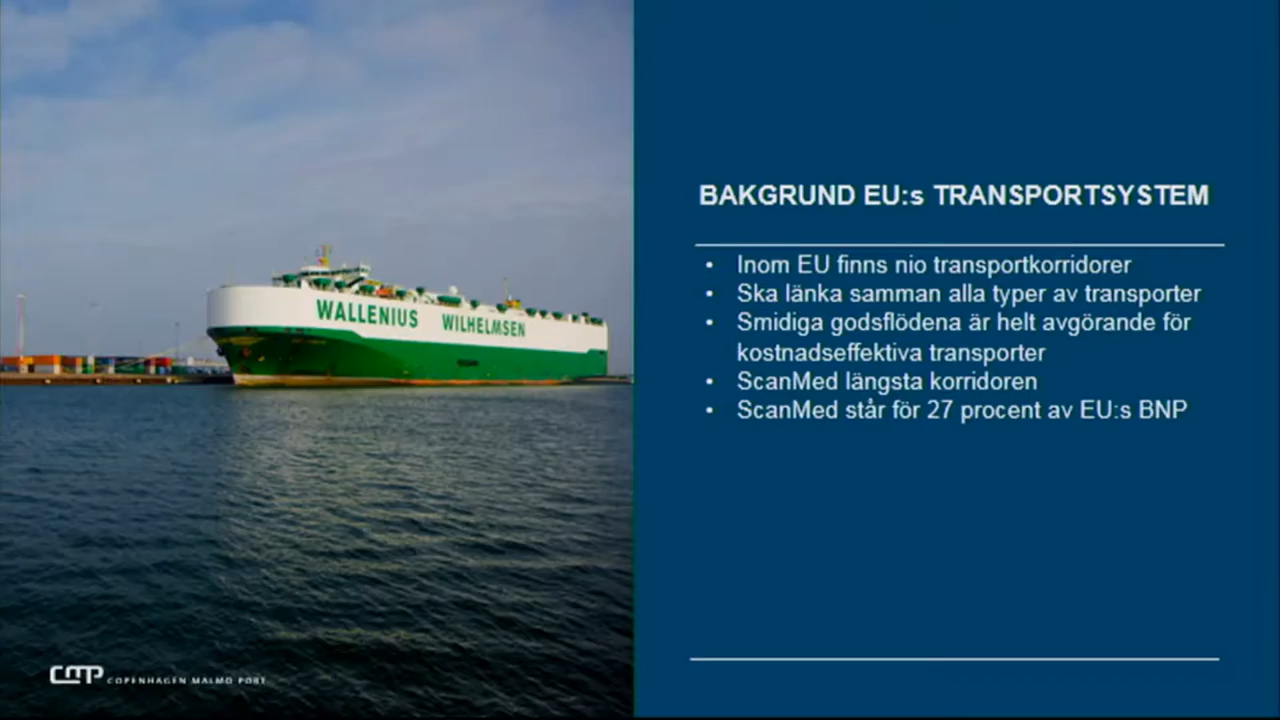 WALLENIUS WILHELMSEN
CMP COPENHAGEN MALMÖ PORT
BAKGRUND EU:s TRANSPORTSYSTEM
• Inom EU finns nio transportkorridorer
• Ska länka samman alla typer av transporter
• Smidiga godsflödena är helt avgörande för
kostnadseffektiva transporter
• ScanMed längsta korridoren
• ScanMed står för 27 procent av EU:s BNP